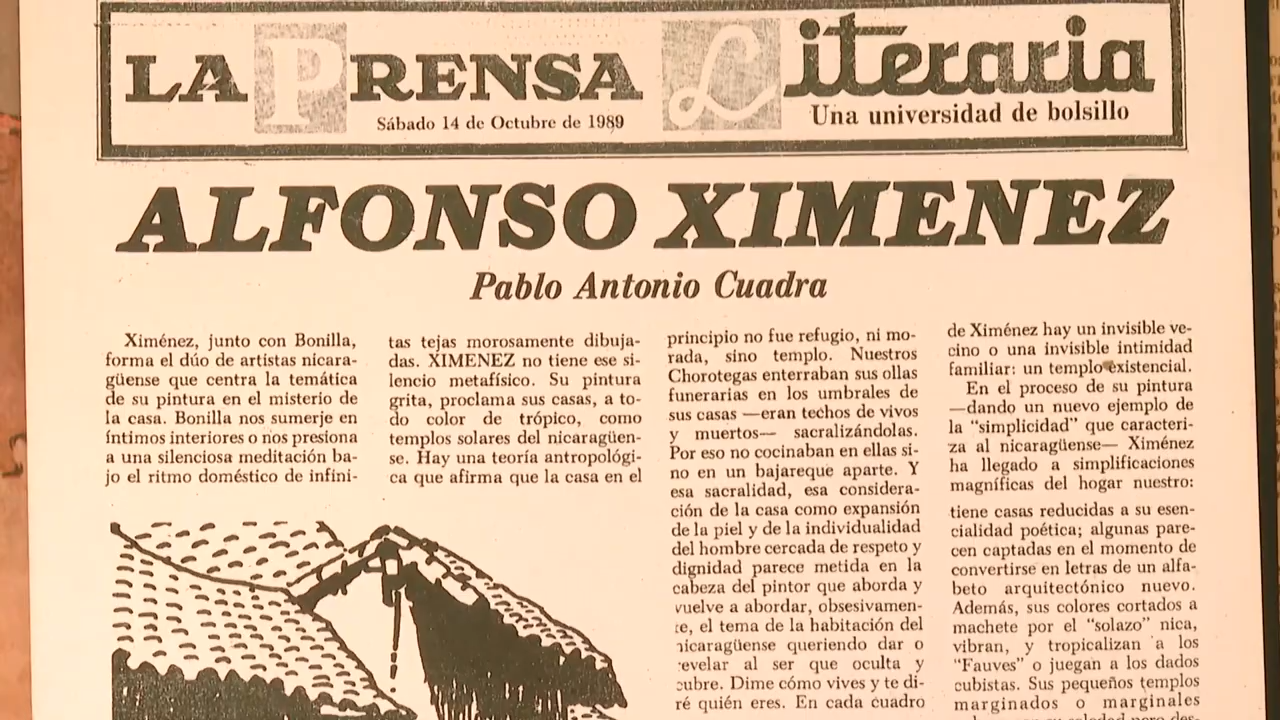 LA PRENSA Literaria
Sábado 14 de Octubre de 1989
Una universidad de bolsillo
ALFONSO XIMENEZ
Pablo Antonio Cuadra
Ximénez, junto con Bonilla,
forma el dúo de artistas nicara-
güense que centra la temática
de su pintura en el misterio de
la casa. Bonilla nos sumerje en
íntimos interiores o nos presiona
a una silenciosa meditación ba-
jo el ritmo doméstico de infini-
tas tejas morosamente dibuja-
das. XIMENEZ no tiene ese si-
lencio metafísico. Su pintura
grita, proclama sus casas, a to-
do color de trópico, como
templos solares del nicaragüen-
se. Hay una teoría antropológi-
ca que afirma que la casa en el
principio no fue refugio, ni mo-
rada, sino templo. Nuestros
Chorotegas enterraban sus ollas
funerarias en los umbrales de
sus casas —eran techos de vivos
y muertos— sacralizándolas.
Por eso no cocinaban en ellas si-
no en un bajareque aparte. Y
esa sacralidad, esa considera-
ción de la casa como expansión
de la piel y de la individualidad
del hombre cercada de respeto y
dignidad parece metida en la
cabeza del pintor que aborda y
vuelve a abordar, obsesivamen-
te, el tema de la habitación del
nicaragüense queriendo dar o
revelar al ser que oculta y
cubre. Dime cómo vives y te di-
ré quién eres. En cada cuadro
de Ximénez hay un invisible ve-
cino o una invisible intimidad
familiar: un templo existencial.
En el proceso de su pintura
—dando un nuevo ejemplo de
la "simplicidad" que caracteri-
za al nicaragüense— Ximénez
ha llegado a simplificaciones
magníficas del hogar nuestro:
tiene casas reducidas a su esen-
cialidad poética; algunas pare-
cen captadas en el momento de
convertirse en letras de un alfa-
beto arquitectónico nuevo.
Además, sus colores cortados a
machete por el "solazo" nica,
vibran, y tropicalizan a los
"Fauves" o juegan a los dados
cubistas. Sus pequeños templos
marginados o marginales